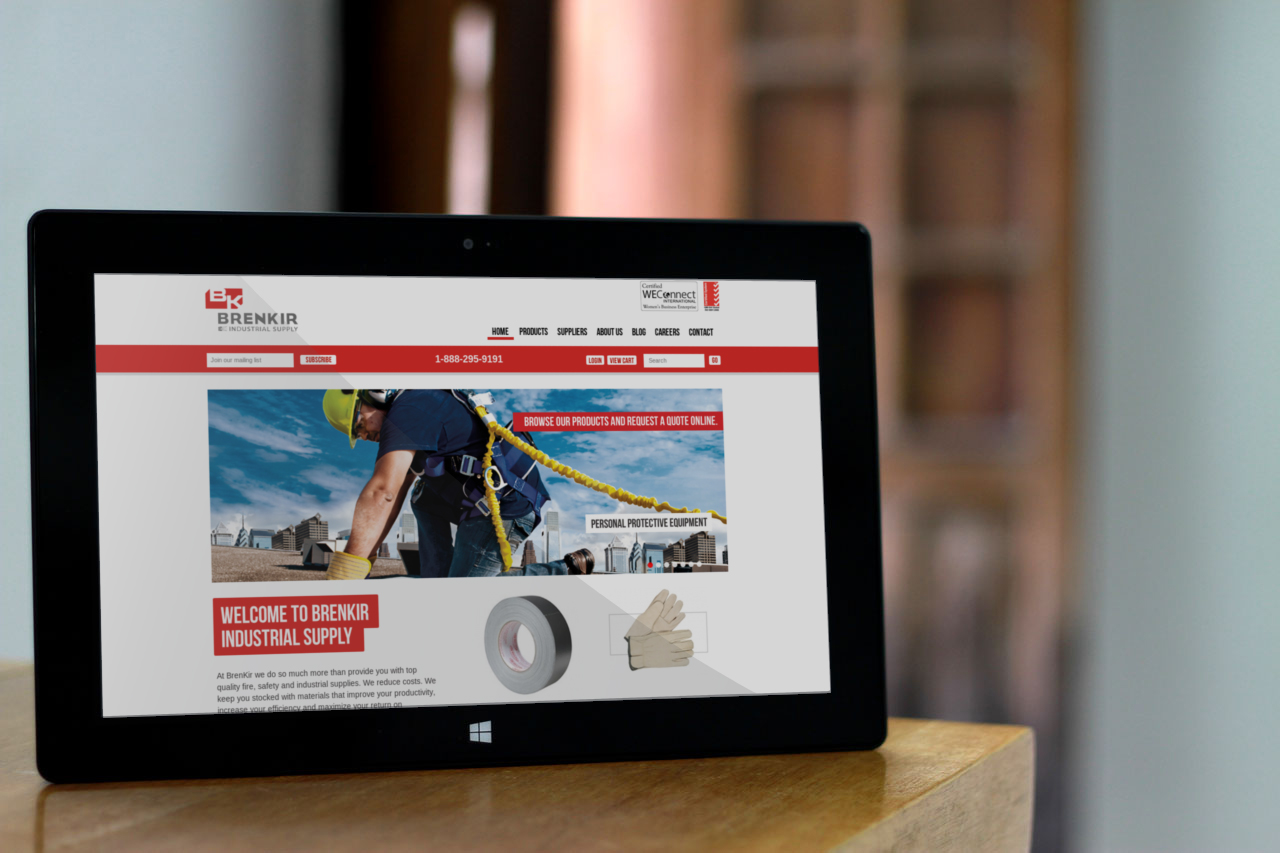 BK
BRENKIR
INDUSTRIAL SUPPLY
Certified
WEConnect
INTERNATIONAL
Women's Business Enterprise
HOME PRODUCTS SUPPLIERS ABOUT US BLOG CAREERS CONTACT
Join our mailing list SUBSCRIBE 1-888-295-9191 LOGIN VIEW CART Search GO
BROWSE OUR PRODUCTS AND REQUEST A QUOTE ONLINE.
PERSONAL PROTECTIVE EQUIPMENT
WELCOME TO BRENKIR
INDUSTRIAL SUPPLY
At BrenKir we do so much more than provide you with top
quality fire, safety and industrial supplies. We reduce costs. We
keep you stocked with materials that improve your productivity,
increase your efficiency and maximize your return on